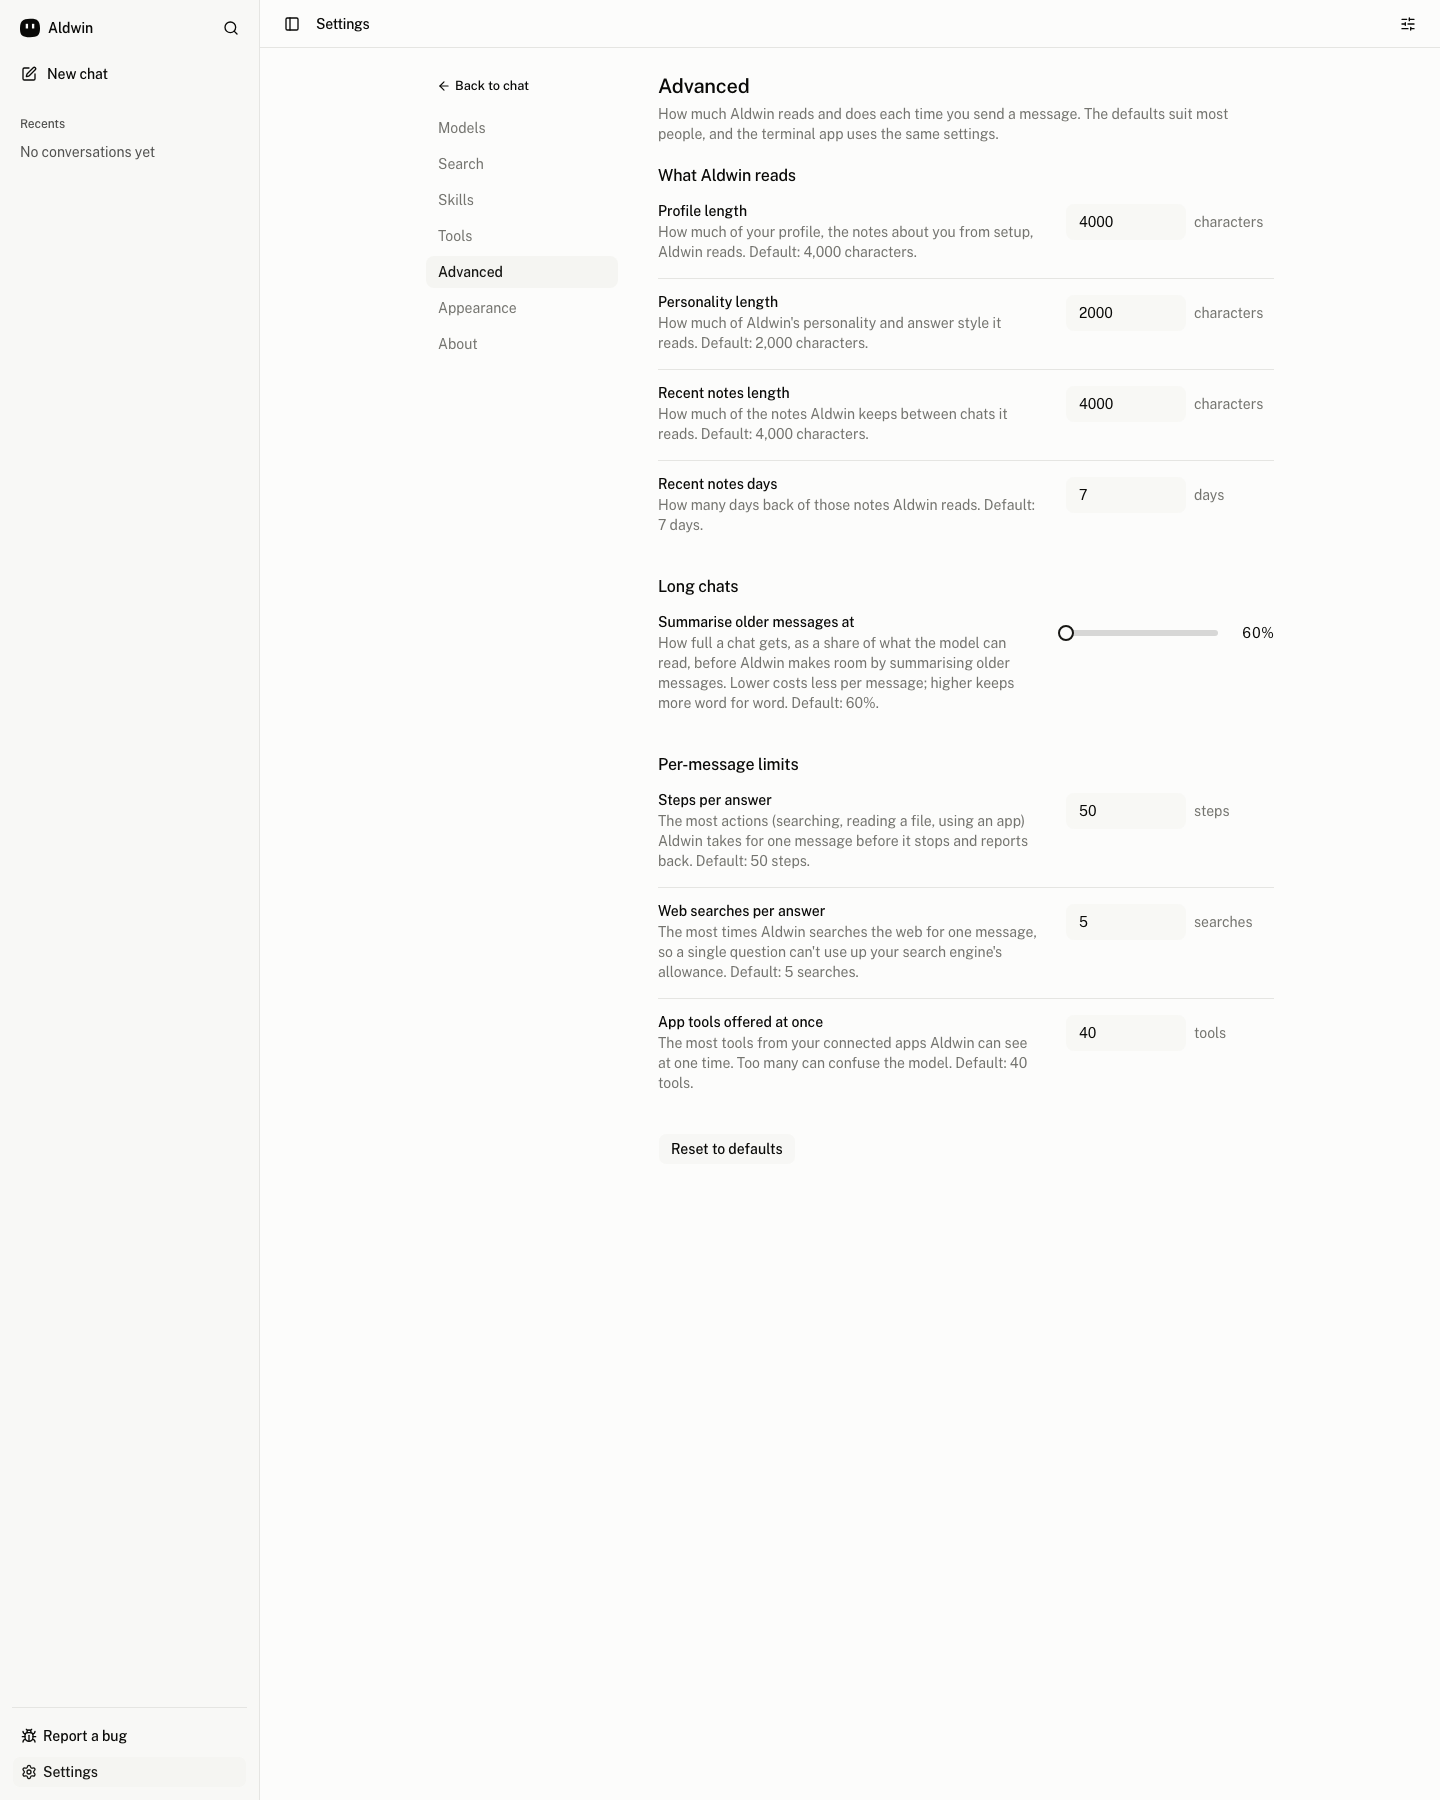 Aldwin
New chat
Recents
No conversations yet
Report a bug
Settings
Settings
Back to chat
Models
Search
Skills
Tools
Advanced
Appearance
About
Advanced
How much Aldwin reads and does each time you send a message. The defaults suit most
people, and the terminal app uses the same settings.
What Aldwin reads
Profile length
How much of your profile, the notes about you from setup,
Aldwin reads. Default: 4,000 characters.
4000 characters
Personality length
How much of Aldwin's personality and answer style it
reads. Default: 2,000 characters.
2000 characters
Recent notes length
How much of the notes Aldwin keeps between chats it
reads. Default: 4,000 characters.
4000 characters
Recent notes days
How many days back of those notes Aldwin reads. Default:
7 days.
7 days
Long chats
Summarise older messages at
How full a chat gets, as a share of what the model can
read, before Aldwin makes room by summarising older
messages. Lower costs less per message; higher keeps
more word for word. Default: 60%.
60%
Per-message limits
Steps per answer
The most actions (searching, reading a file, using an app)
Aldwin takes for one message before it stops and reports
back. Default: 50 steps.
50 steps
Web searches per answer
The most times Aldwin searches the web for one message,
so a single question can't use up your search engine's
allowance. Default: 5 searches.
5 searches
App tools offered at once
The most tools from your connected apps Aldwin can see
at one time. Too many can confuse the model. Default: 40
tools.
40 tools
Reset to defaults